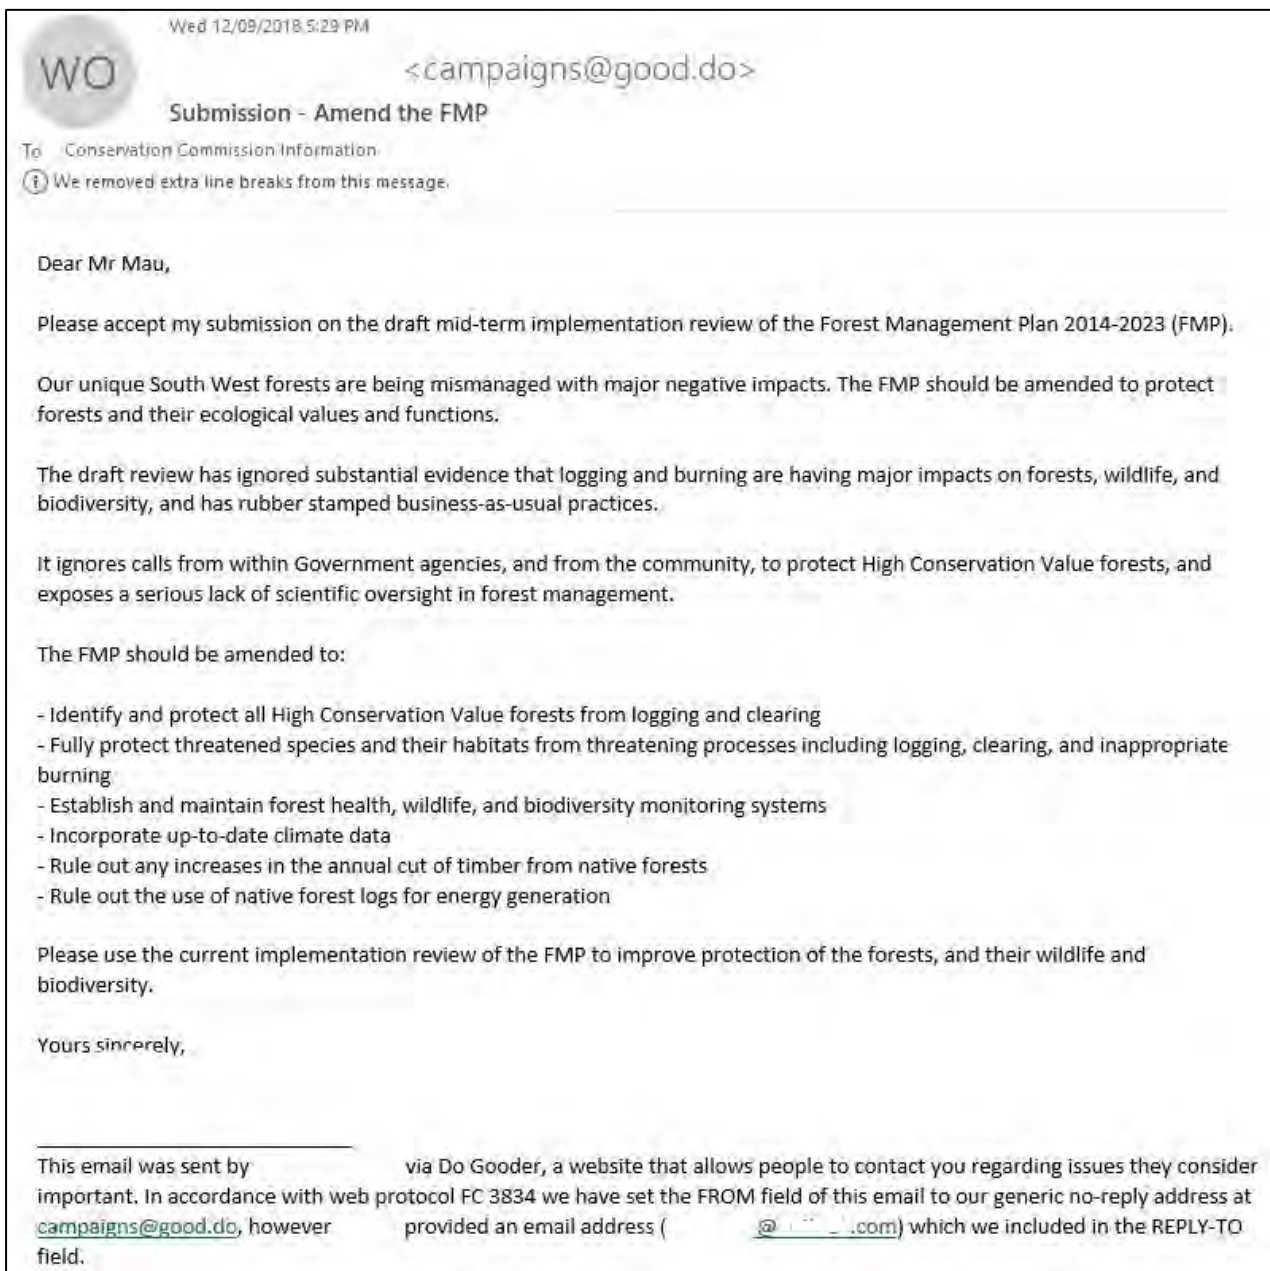 Wed 12/09/2018 5:29 PM
WO
<campaigns@good.do>
Submission - Amend the FMP
To Conservation Commission Information
i We removed extra line breaks from this message.
Dear Mr Mau,
Please accept my submission on the draft mid-term implementation review of the Forest Management Plan 2014-2023 (FMP).
Our unique South West forests are being mismanaged with major negative impacts. The FMP should be amended to protect
forests and their ecological values and functions.
The draft review has ignored substantial evidence that logging and burning are having major impacts on forests, wildlife, and
biodiversity, and has rubber stamped business-as-usual practices.
It ignores calls from within Government agencies, and from the community, to protect High Conservation Value forests, and
exposes a serious lack of scientific oversight in forest management.
The FMP should be amended to:
- Identify and protect all High Conservation Value forests from logging and clearing
- Fully protect threatened species and their habitats from threatening processes including logging, clearing, and inappropriate
burning
- Establish and maintain forest health, wildlife, and biodiversity monitoring systems
- Incorporate up-to-date climate data
- Rule out any increases in the annual cut of timber from native forests
- Rule out the use of native forest logs for energy generation
Please use the current implementation review of the FMP to improve protection of the forests, and their wildlife and
biodiversity.
Yours sincerely,
This email was sent by via Do Gooder, a website that allows people to contact you regarding issues they consider
important. In accordance with web protocol FC 3834 we have set the FROM field of this email to our generic no-reply address at
campaigns@good.do, however provided an email address ( @ .com) which we included in the REPLY-TO
field.